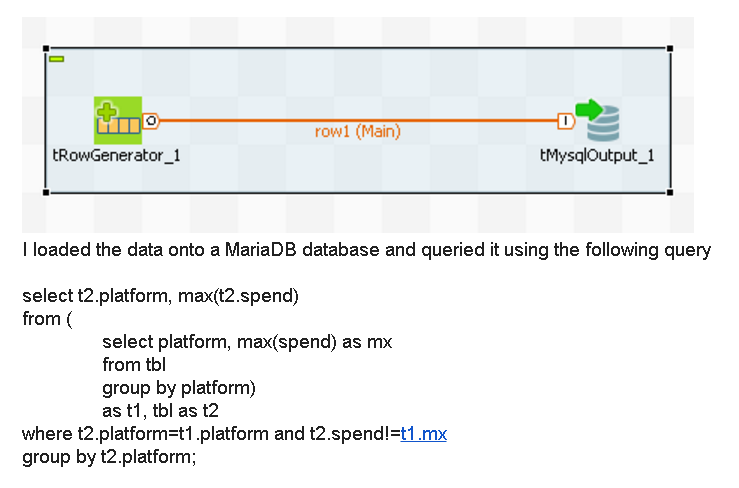 row1 (Main)
tRowGenerator_1
tMysqlOutput_1
I loaded the data onto a MariaDB database and queried it using the following query
select t2.platform, max(t2.spend)
from (
select platform, max(spend) as mx
from tbl
group by platform)
as t1, tbl as t2
where t2.platform=t1.platform and t2.spend!=t1.mx
group by t2.platform;